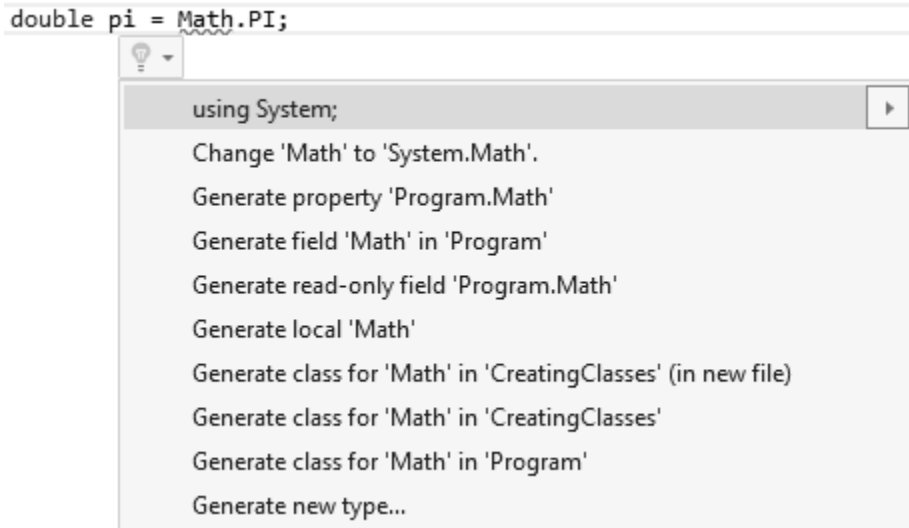 double pi = Math.PI;
using System;
Change 'Math' to 'System.Math'.
Generate property 'Program.Math'
Generate field 'Math' in 'Program'
Generate read-only field 'Program.Math'
Generate local 'Math'
Generate class for 'Math' in 'CreatingClasses' (in new file)
Generate class for 'Math' in 'CreatingClasses'
Generate class for 'Math' in 'Program'
Generate new type...